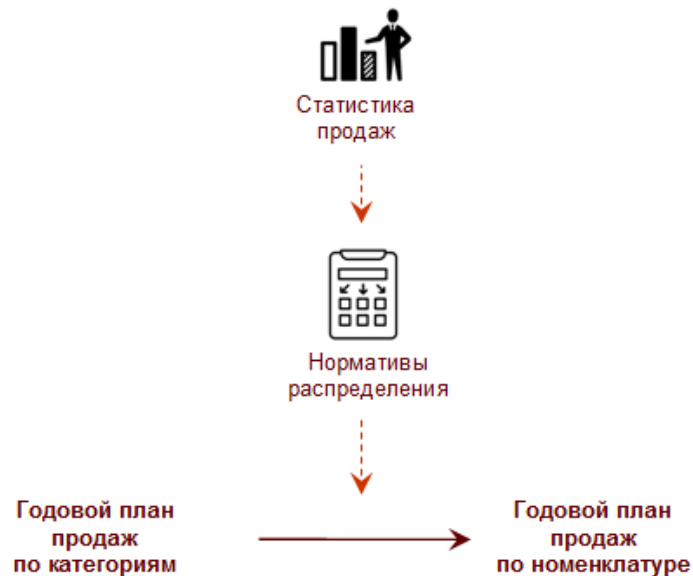 Статистика
продаж
Нормативы
распределения
Годовой план
продаж
по категориям
Годовой план
продаж
по номенклатуре